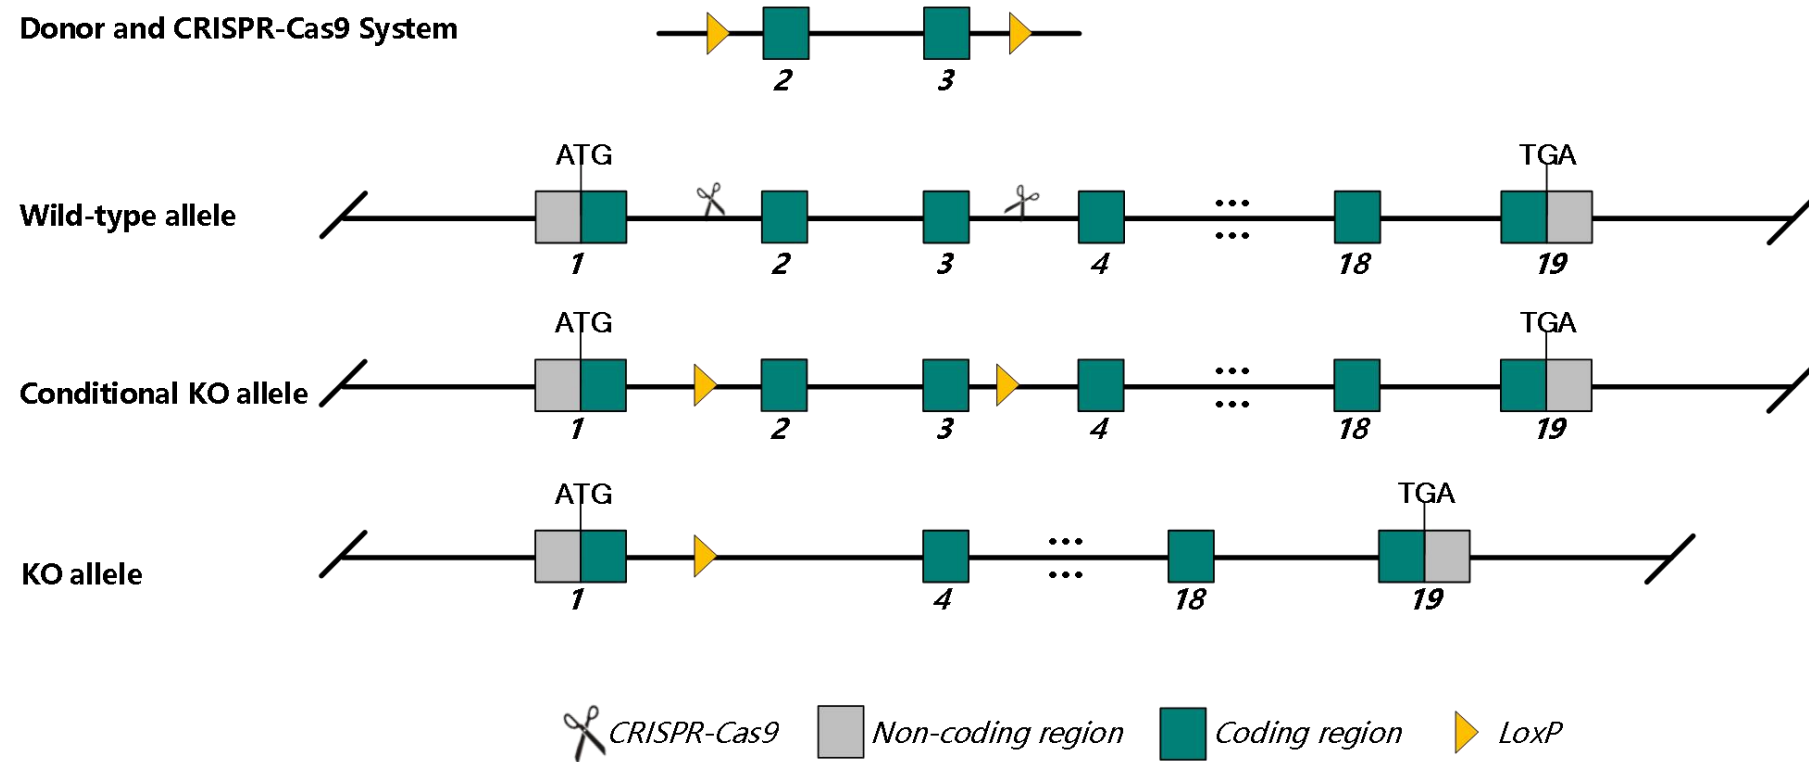 Donor and CRISPR-Cas9 System
2 3
ATG TGA
Wild-type allele
1 2 3 4 ... ... 18 19
ATG TGA
Conditional KO allele
1 2 3 4 ... ... 18 19
ATG TGA
KO allele
1 4 ... ... 18 19
CRISPR-Cas9 Non-coding region Coding region LoxP